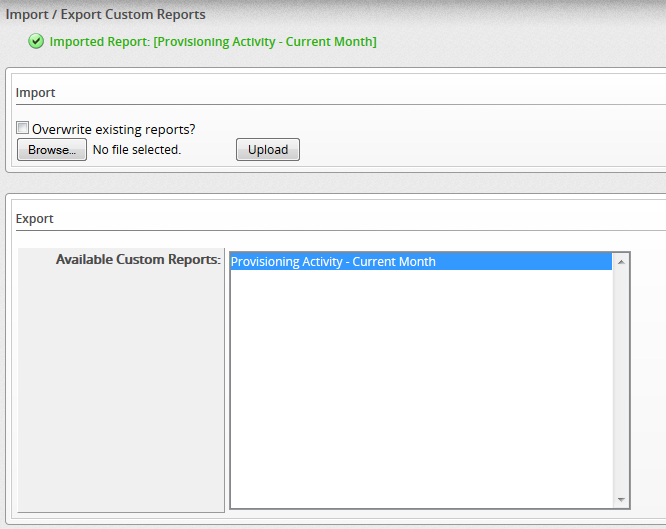 Import / Export Custom Reports
Imported Report: [Provisioning Activity - Current Month]
Import
Overwrite existing reports?
Browse... No file selected. Upload
Export
Available Custom Reports: Provisioning Activity - Current Month